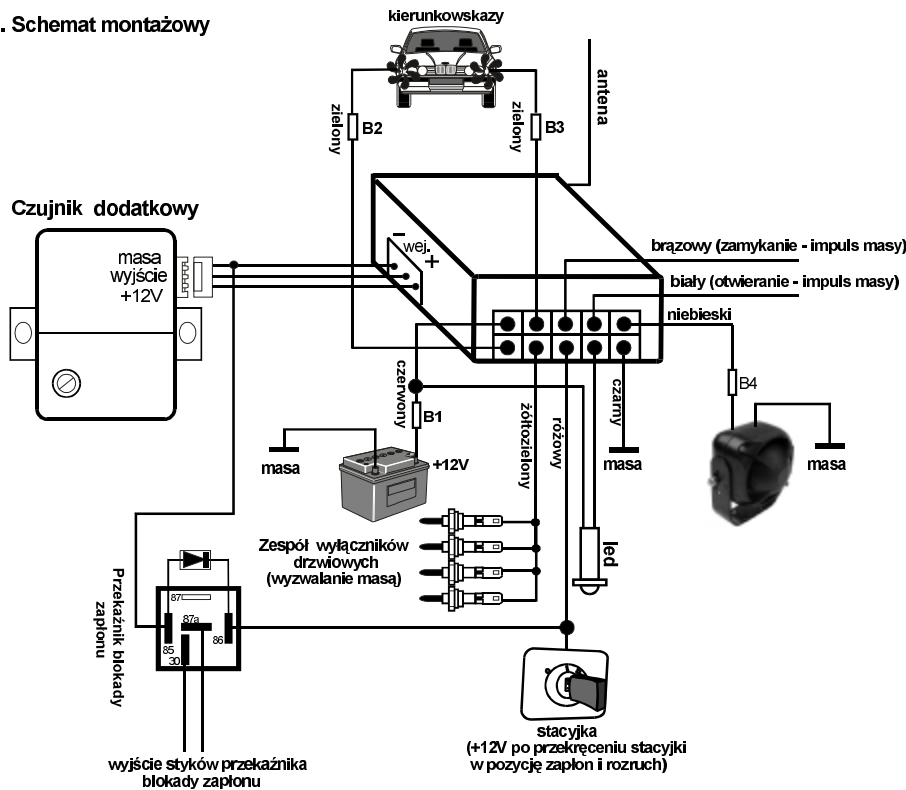 . Schemat montażowy
kierunkowskazy
antena
zielony
B2
zielony
B3
Czujnik dodatkowy
masa
wyjście
+12V
–
wej.
+
brązowy (zamykanie - impuls masy)
biały (otwieranie - impuls masy)
niebieski
czerwony
B1
żółtozielony
różowy
czarny
B4
masa
+12V
masa
masa
Zespół wyłączników
drzwiowych
(wyzwalanie masą)
led
Przekaźnik blokady
zapłonu
87
87a
85
86
30
stacyjka
(+12V po przekręceniu stacyjki
w pozycję zapłon i rozruch)
wyjście styków przekaźnika
blokady zapłonu